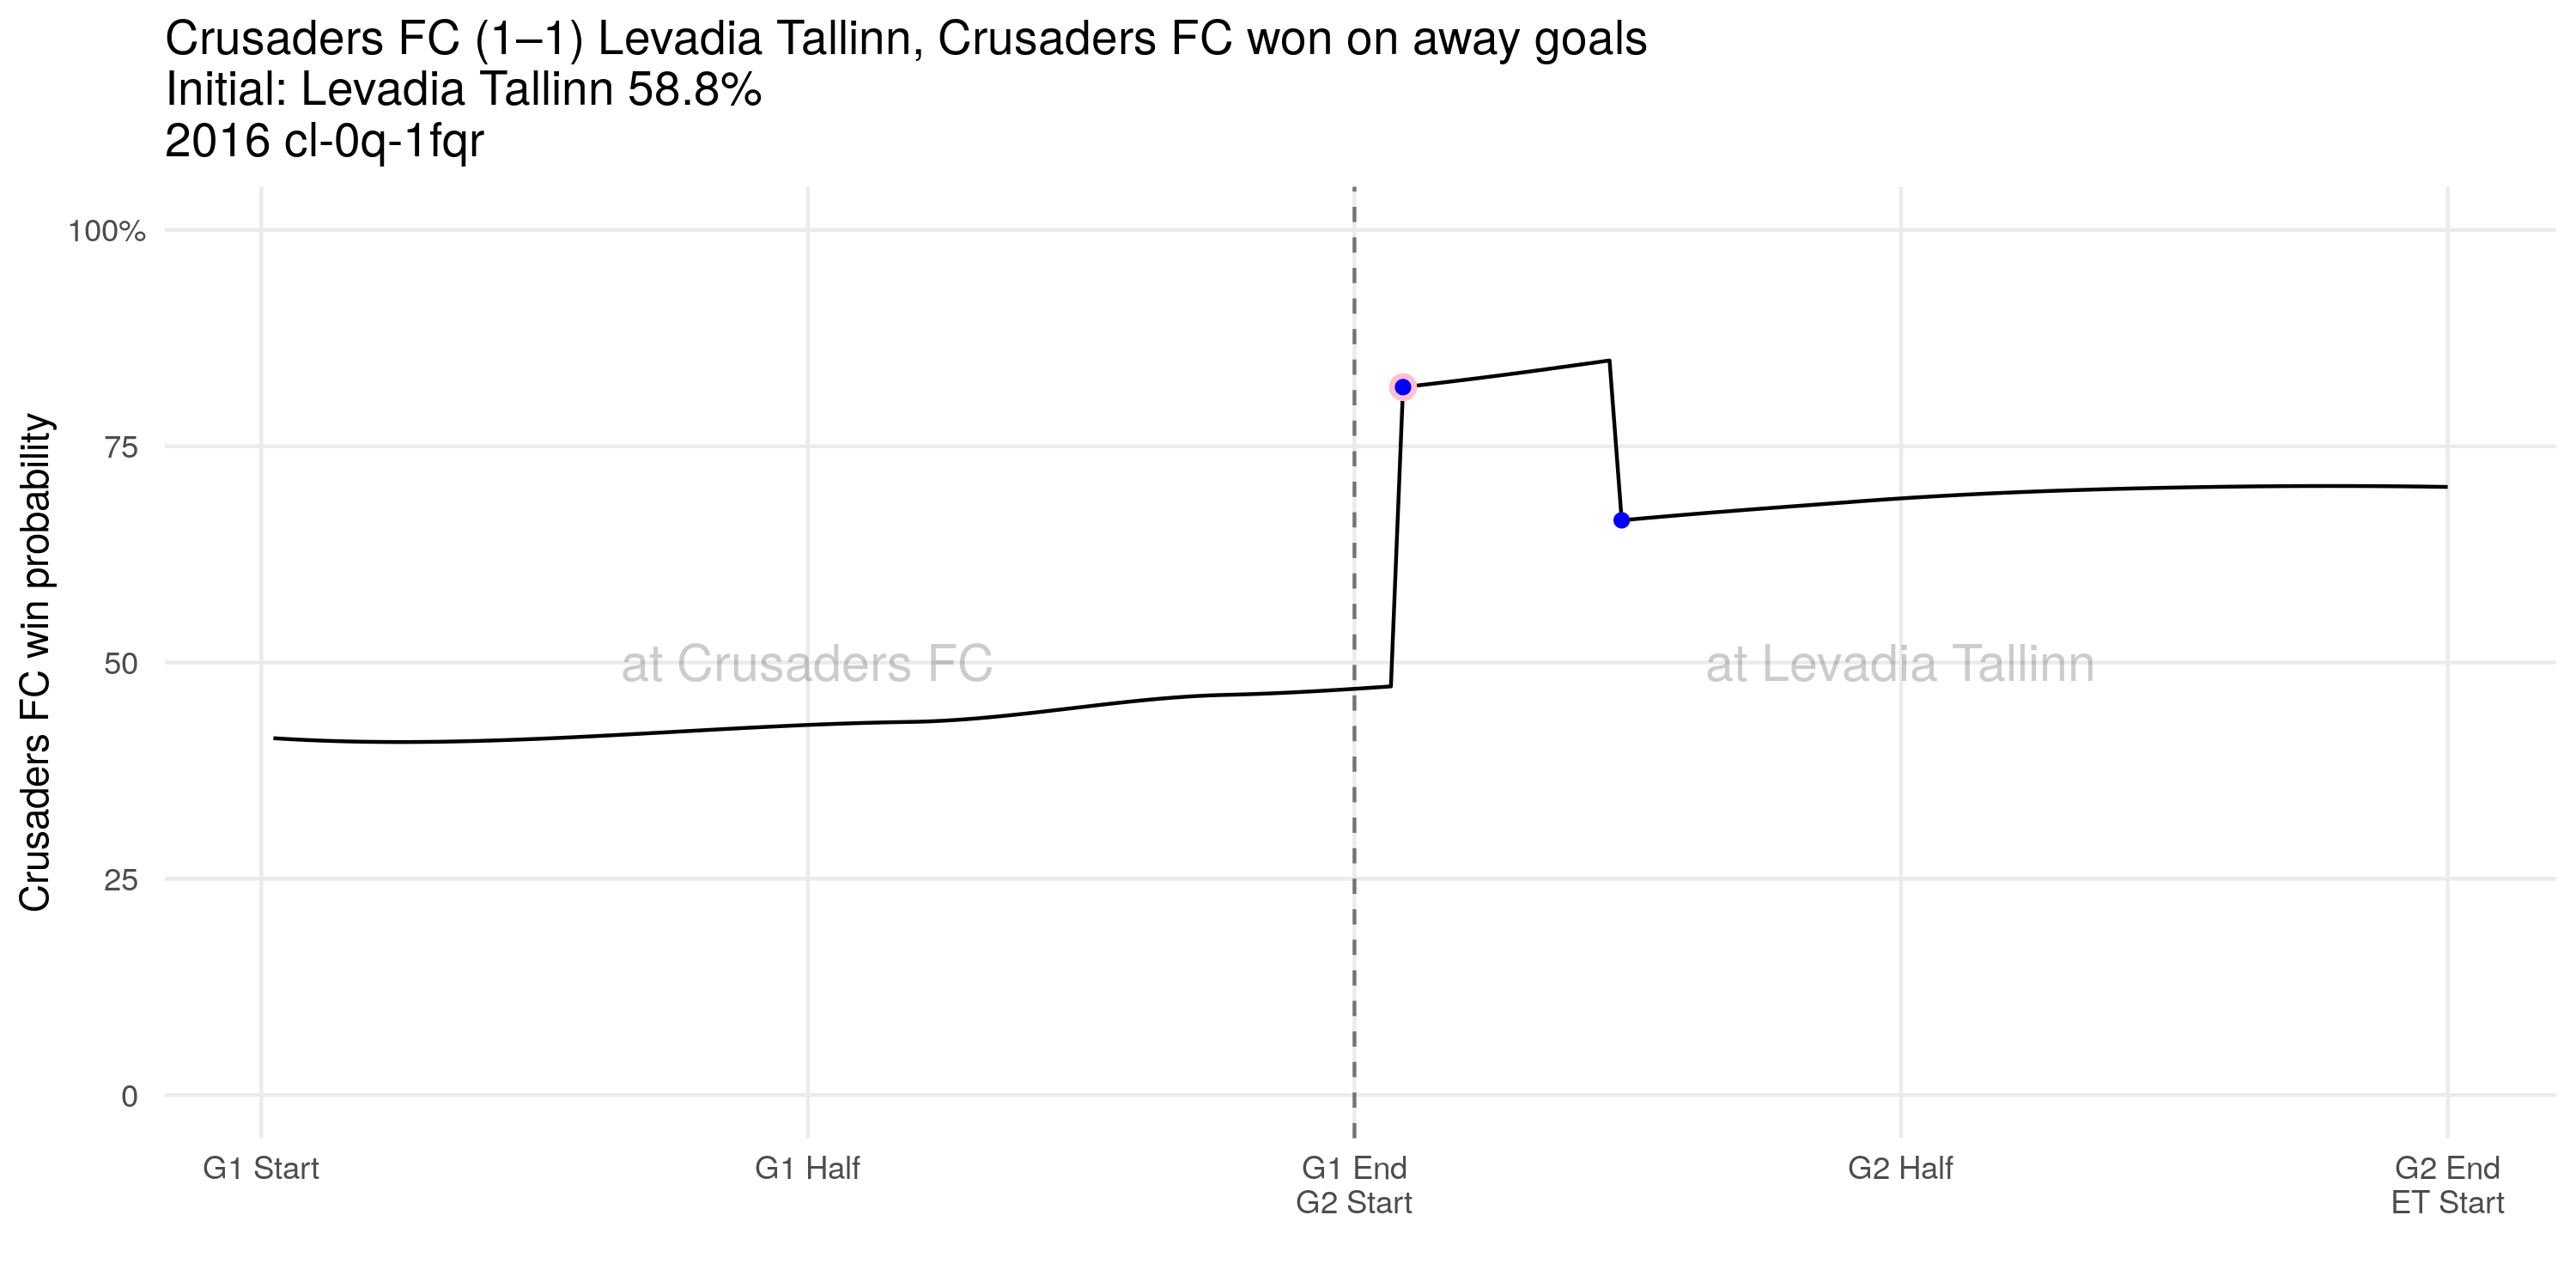 Crusaders FC (1–1) Levadia Tallinn, Crusaders FC won on away goals
Initial: Levadia Tallinn 58.8%
2016 cl-0q-1fqr
Crusaders FC win probability
100%
75
50
25
0
at Crusaders FC
at Levadia Tallinn
G1 Start
G1 Half
G1 End
G2 Start
G2 Half
G2 End
ET Start